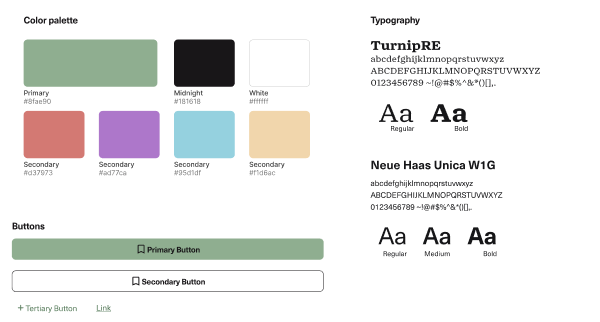 Color palette
Primary
#8fae90
Midnight
#181618
White
#ffffff
Secondary
#d37973
Secondary
#ad77ca
Secondary
#95d1df
Secondary
#f1d6ac
Buttons
Primary Button
Secondary Button
+ Tertiary Button
Link
Typography
TurnipRE
abcdefghijklmnopqrstuvwxyz
ABCDEFGHIJKLMNOPQRSTUVWXYZ
0123456789 ~!@#$%^&*()[],.
Aa Aa
Regular Bold
Neue Haas Unica W1G
abcdefghijklmnopqrstuvwxyz
ABCDEFGHIJKLMNOPQRSTUVWXYZ
0123456789 ~!@#$%^&*()[],.
Aa Aa Aa
Regular Medium Bold